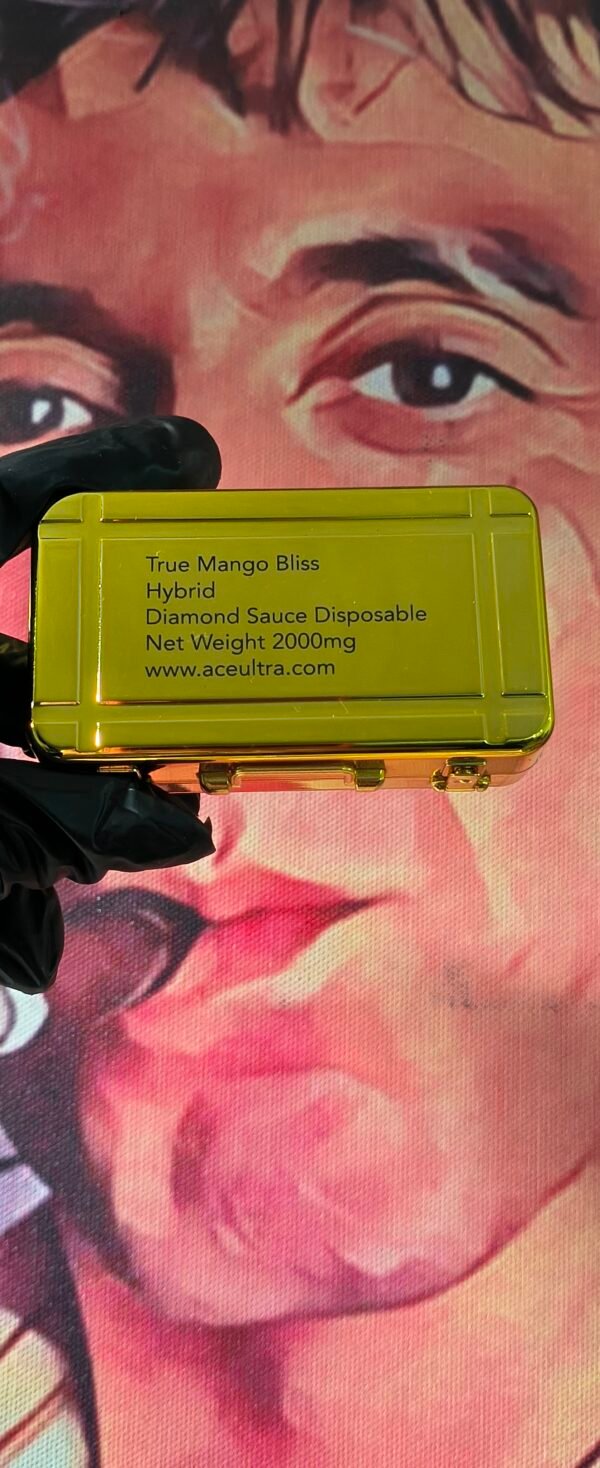 True Mango Bliss
Hybrid
Diamond Sauce Disposable
Net Weight 2000mg
www.aceultra.com